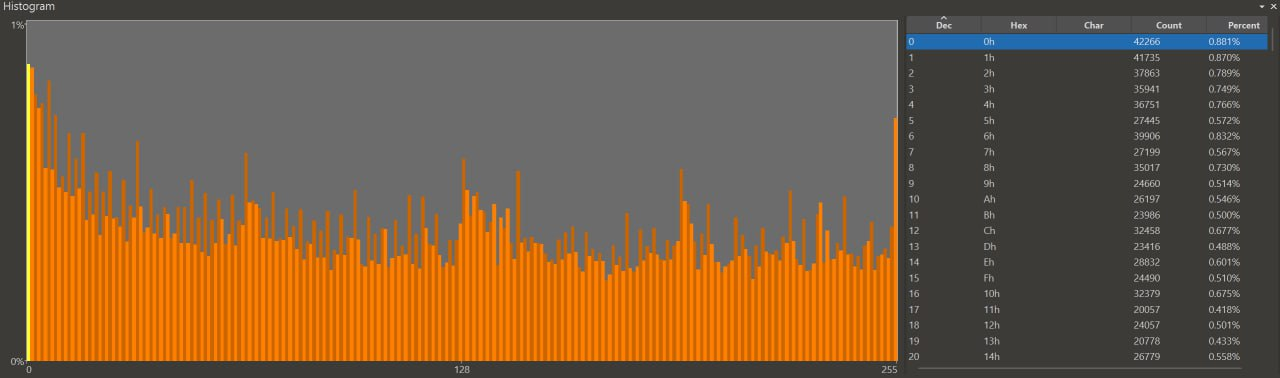 Histogram
1%
0%
0 128 255
Dec Hex Char Count Percent
0 0h 42266 0.881%
1 1h 41735 0.870%
2 2h 37863 0.789%
3 3h 35941 0.749%
4 4h 36751 0.766%
5 5h 27445 0.572%
6 6h 39906 0.832%
7 7h 27199 0.567%
8 8h 35017 0.730%
9 9h 24660 0.514%
10 Ah 26197 0.546%
11 Bh 23986 0.500%
12 Ch 32458 0.677%
13 Dh 23416 0.488%
14 Eh 28832 0.601%
15 Fh 24490 0.510%
16 10h 32379 0.675%
17 11h 20057 0.418%
18 12h 24057 0.501%
19 13h 20778 0.433%
20 14h 26779 0.558%